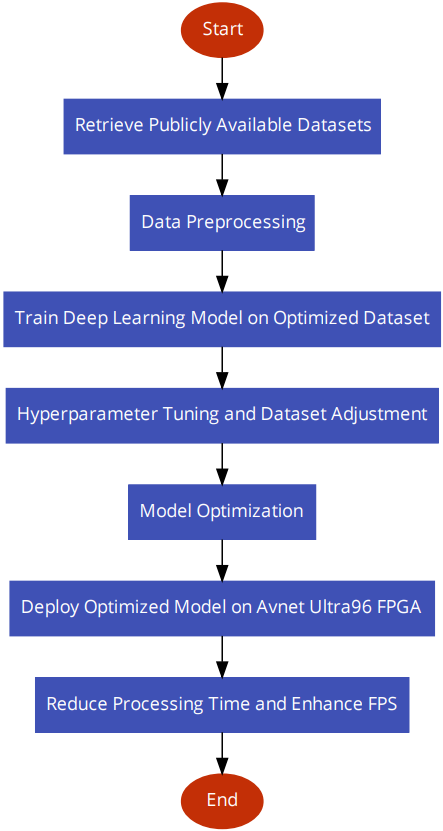 Start
Retrieve Publicly Available Datasets
Data Preprocessing
Train Deep Learning Model on Optimized Dataset
Hyperparameter Tuning and Dataset Adjustment
Model Optimization
Deploy Optimized Model on Avnet Ultra96 FPGA
Reduce Processing Time and Enhance FPS
End